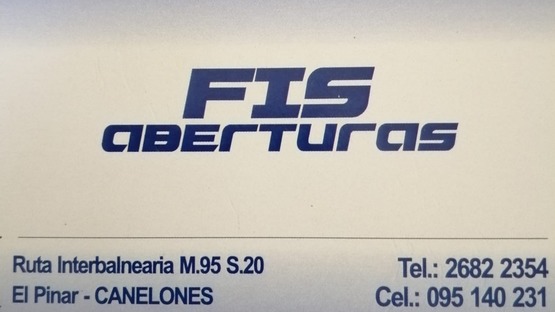 FIS
aberturas
Ruta Interbalnearia M.95 S.20
El Pinar - CANELONES
Tel.: 2682 2354
Cel.: 095 140 231